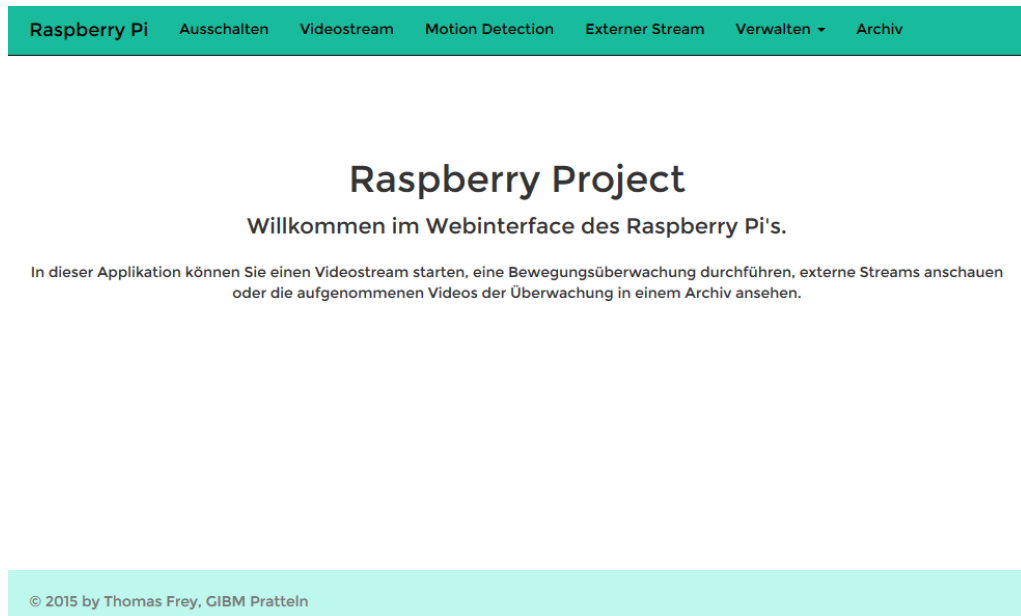 Raspberry Pi Ausschalten Videostream Motion Detection Externer Stream Verwalten Archiv
Raspberry Project
Willkommen im Webinterface des Raspberry Pi's.
In dieser Applikation können Sie einen Videostream starten, eine Bewegungsüberwachung durchführen, externe Streams anschauen
oder die aufgenommenen Videos der Überwachung in einem Archiv ansehen.
© 2015 by Thomas Frey, GIBM Pratteln